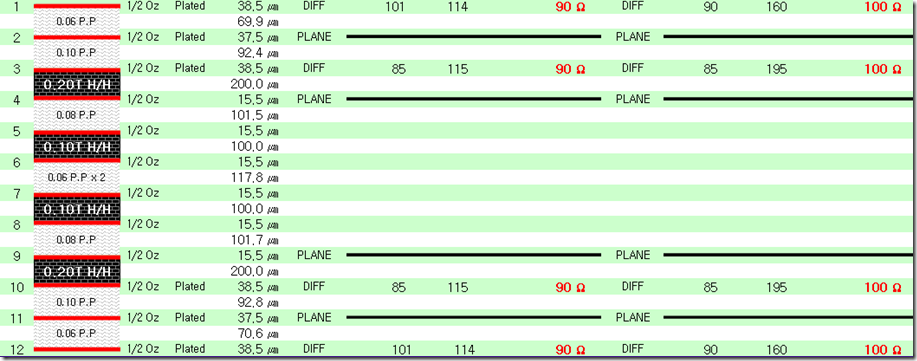 1 1/2 Oz Plated 38,5 ㎛ DIFF 101 114 90 Ω DIFF 90 160 100 Ω
0.06 P.P 69,9 ㎛
2 1/2 Oz Plated 37,5 ㎛ PLANE PLANE
0.10 P.P 92,4 ㎛
3 1/2 Oz Plated 38,5 ㎛ DIFF 85 115 90 Ω DIFF 85 195 100 Ω
0.20T H/H 200,0 ㎛
4 1/2 Oz 15,5 ㎛ PLANE PLANE
0.08 P.P 101,5 ㎛
5 1/2 Oz 15,5 ㎛
0.10T H/H 100,0 ㎛
6 1/2 Oz 15,5 ㎛
0.06 P.P x 2 117,8 ㎛
7 1/2 Oz 15,5 ㎛
0.10T H/H 100,0 ㎛
8 1/2 Oz 15,5 ㎛
0.08 P.P 101,7 ㎛
9 1/2 Oz 15,5 ㎛ PLANE PLANE
0.20T H/H 200,0 ㎛
10 1/2 Oz Plated 38,5 ㎛ DIFF 85 115 90 Ω DIFF 85 195 100 Ω
0.10 P.P 92,8 ㎛
11 1/2 Oz Plated 37,5 ㎛ PLANE PLANE
0.06 P.P 70,6 ㎛
12 1/2 Oz Plated 38,5 ㎛ DIFF 101 114 90 Ω DIFF 90 160 100 Ω